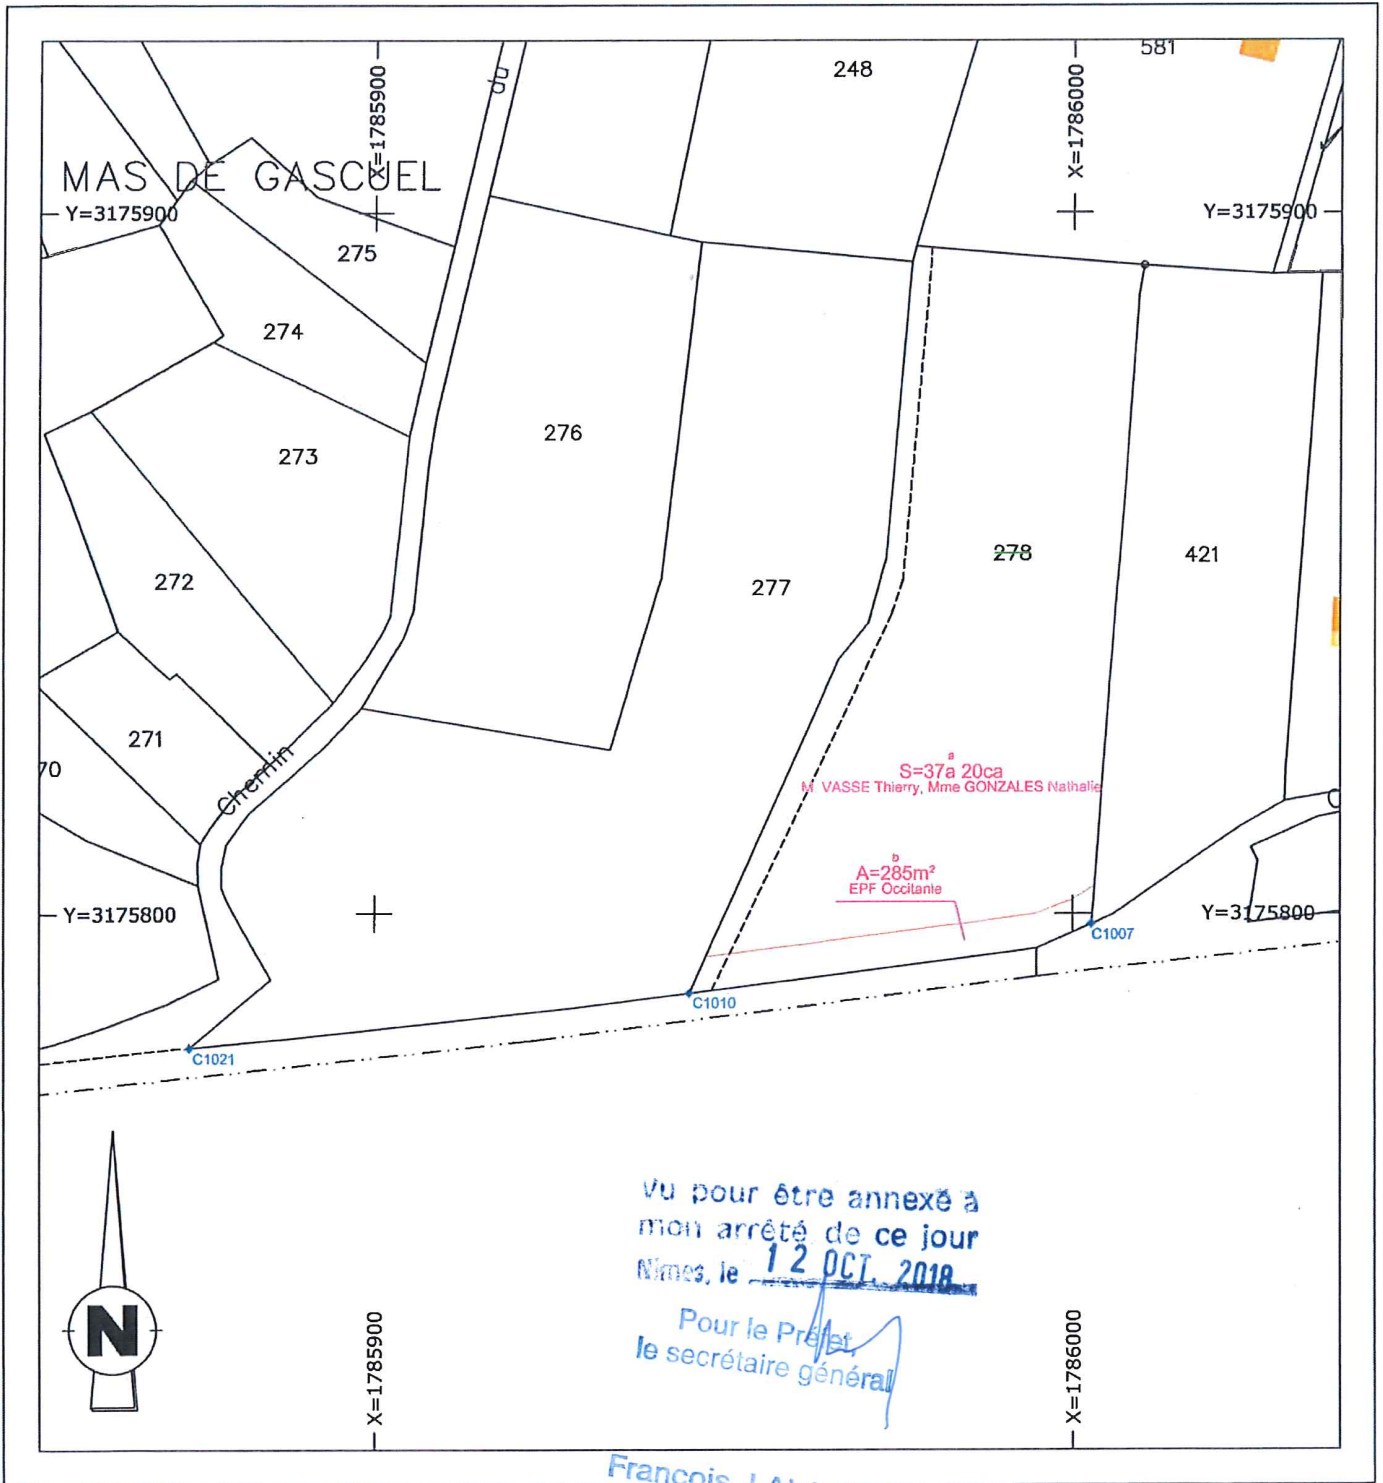 581
248
X=1785900
X=1786000
du
MAS DE GASCUEL
Y=3175900
Y=3175900
275
274
276
273
278
421
277
272
271
70
Chemin
a
S=37a 20ca
M. VASSE Thierry, Mme GONZALES Nathalie
b
A=285m²
EPF Occitanie
Y=3175800
Y=3175800
C1007
C1010
C1021
Vu pour être annexé à
mon arrêté de ce jour
Nîmes, le 12 OCT. 2018
Pour le Préfet,
le secrétaire général
N
X=1785900
X=1786000
François